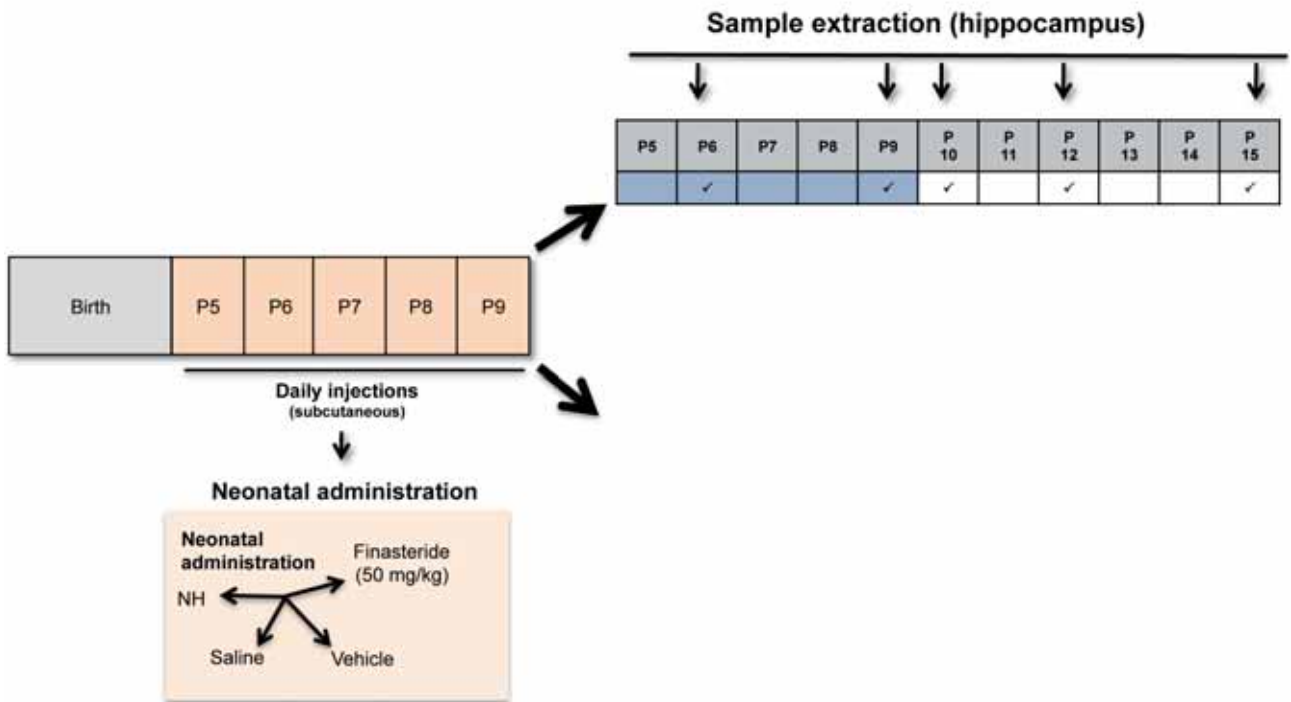 Sample extraction (hippocampus)
P5 P6 P7 P8 P9 P P P P P P
10 11 12 13 14 15
✓ ✓ ✓ ✓ ✓
Birth P5 P6 P7 P8 P9
Daily injections
(subcutaneous)
Neonatal administration
Neonatal
administration
Finasteride
(50 mg/kg)
NH
Saline Vehicle